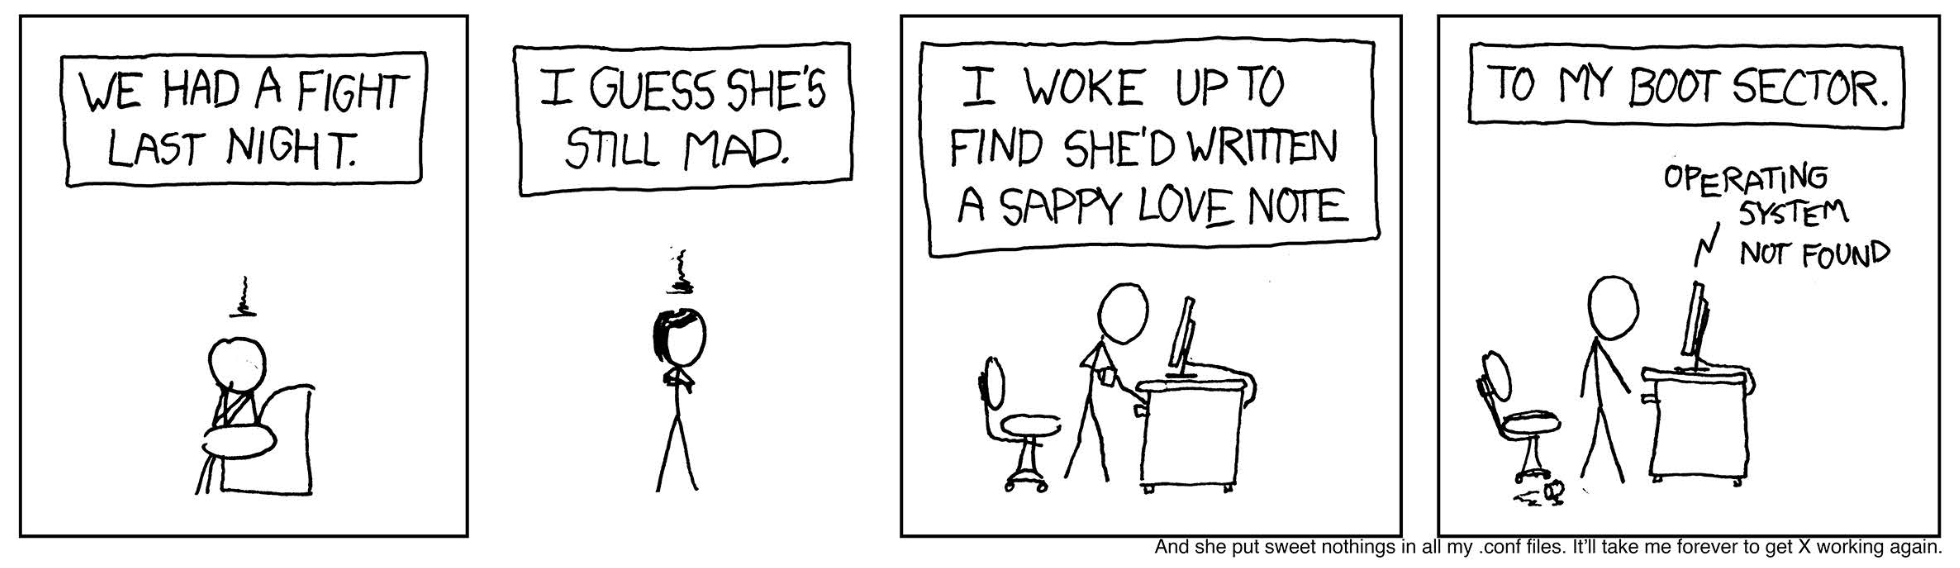 WE HAD A FIGHT
LAST NIGHT.
I GUESS SHE'S
STILL MAD.
I WOKE UP TO
FIND SHE'D WRITTEN
A SAPPY LOVE NOTE
TO MY BOOT SECTOR.
OPERATING
SYSTEM
NOT FOUND
And she put sweet nothings in all my .conf files. It'll take me forever to get X working again.